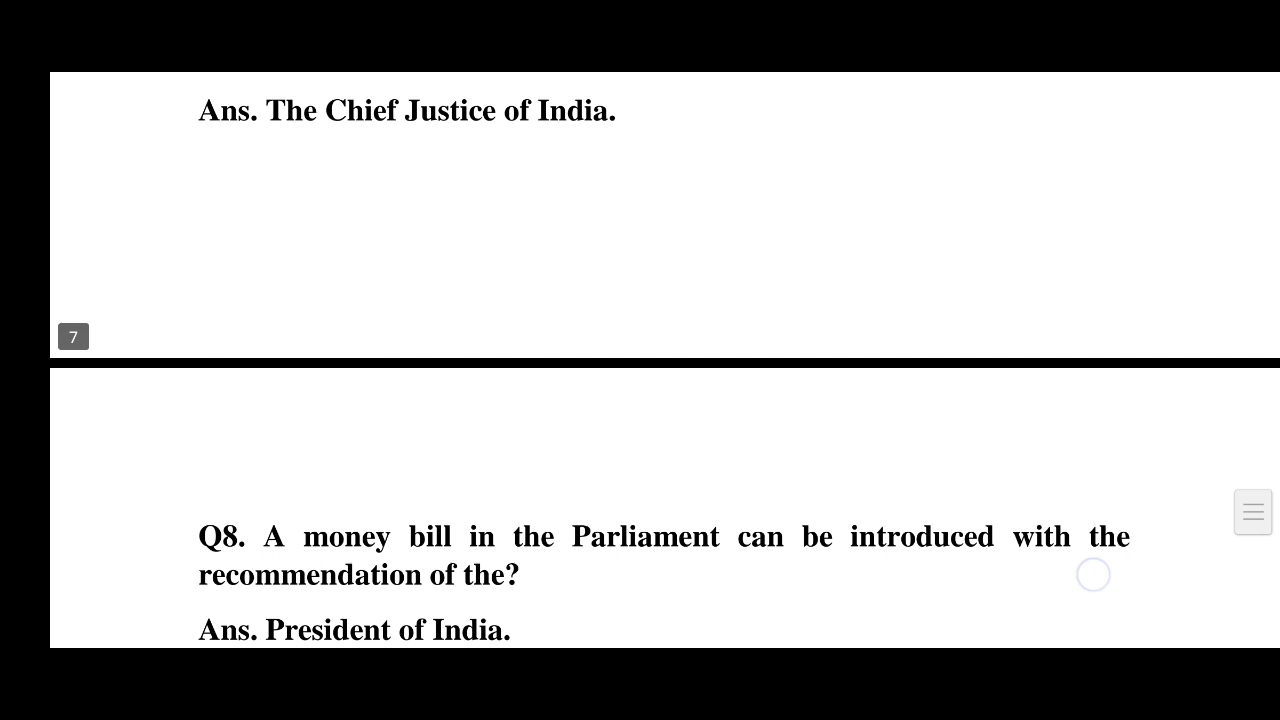 Ans. The Chief Justice of India.
7
Q8. A money bill in the Parliament can be introduced with the
recommendation of the?
Ans. President of India.